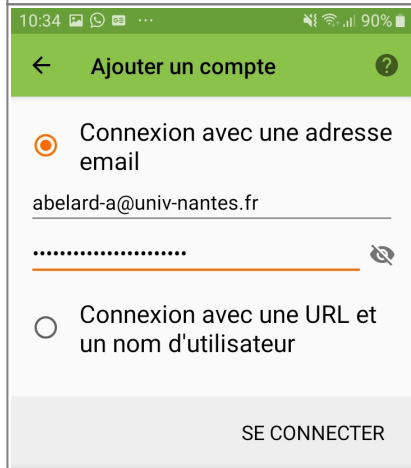 10:34 ... 90%
Ajouter un compte ?
Connexion avec une adresse
email
abelard-a@univ-nantes.fr
•••••••••••••••••••••••
Connexion avec une URL et
un nom d'utilisateur
SE CONNECTER